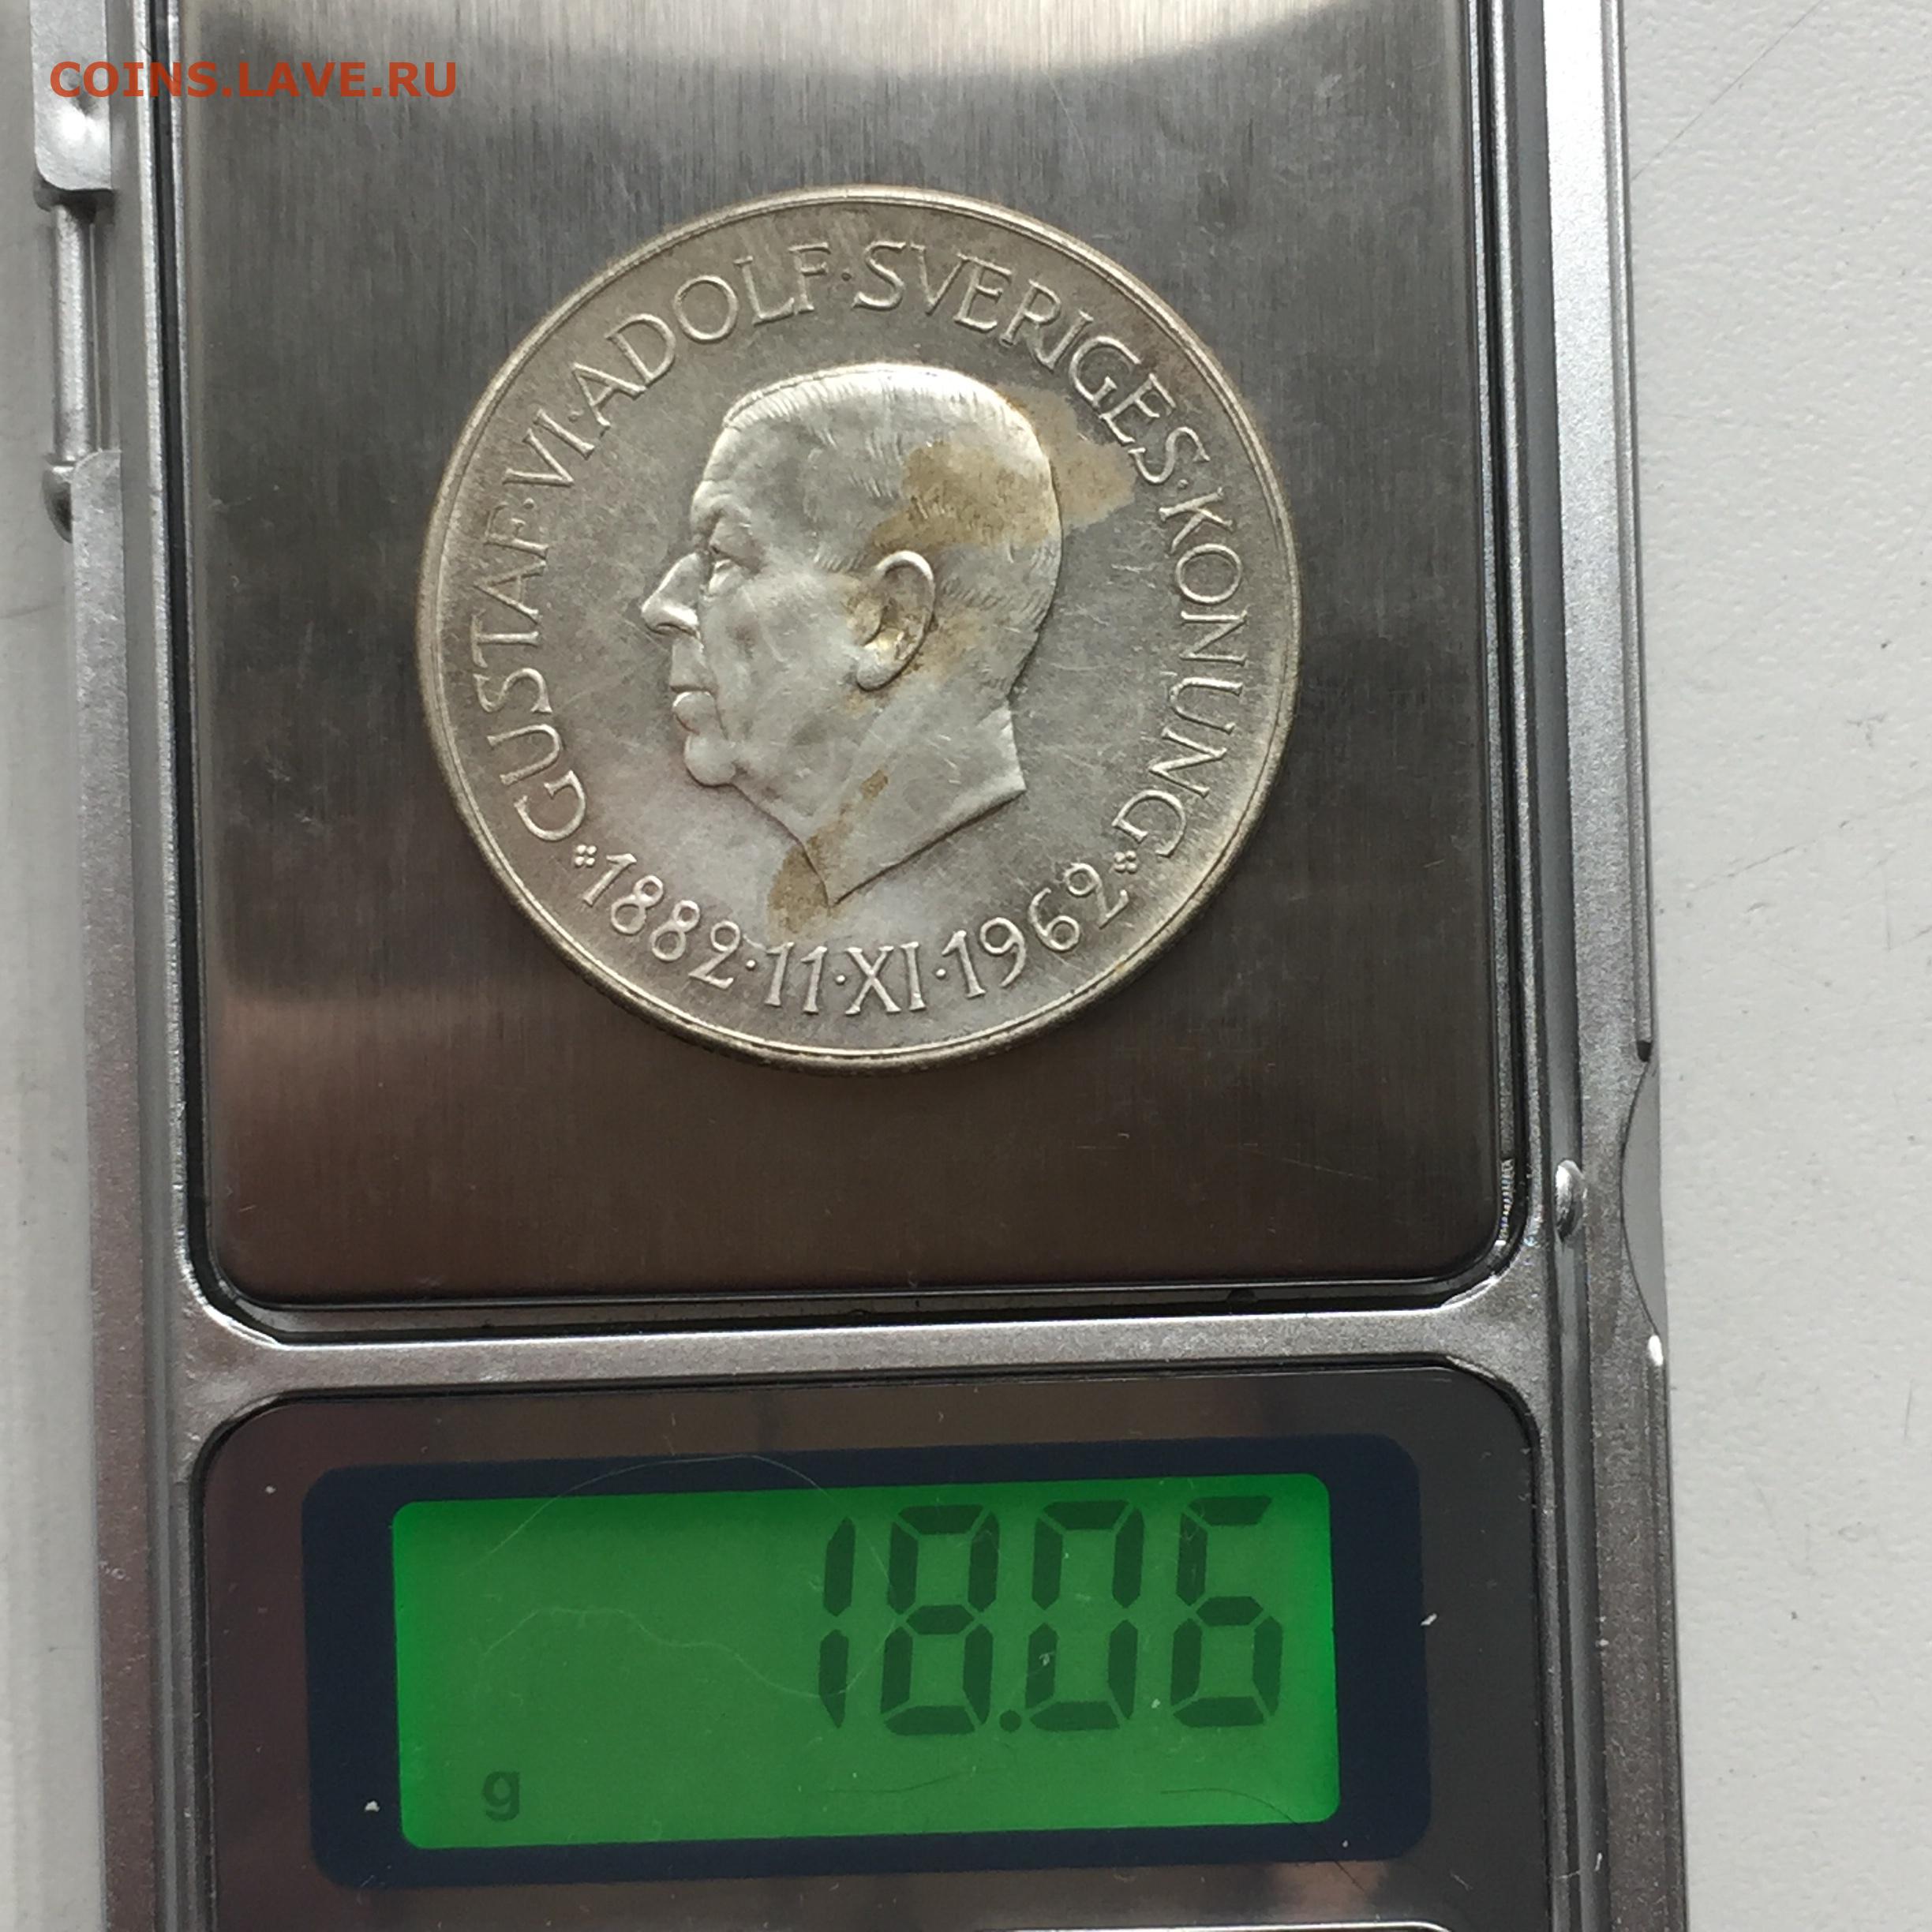 COINS.LAVE.RU
GUSTAF·VI·ADOLF·SVERIGES·KONUNG
1882·11·XI·1962
18.06
g